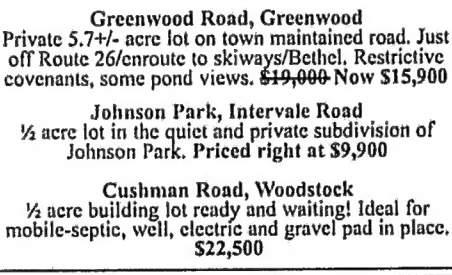 Greenwood Road, Greenwood
Private 5.7+/- acre lot on town maintained road. Just
off Route 26/enroute to skiways/Bethel. Restrictive
covenants, some pond views. $19,000 Now $15,900
Johnson Park, Intervale Road
½ acre lot in the quiet and private subdivision of
Johnson Park. Priced right at $9,900
Cushman Road, Woodstock
½ acre building lot ready and waiting! Ideal for
mobile-septic, well, electric and gravel pad in place.
$22,500